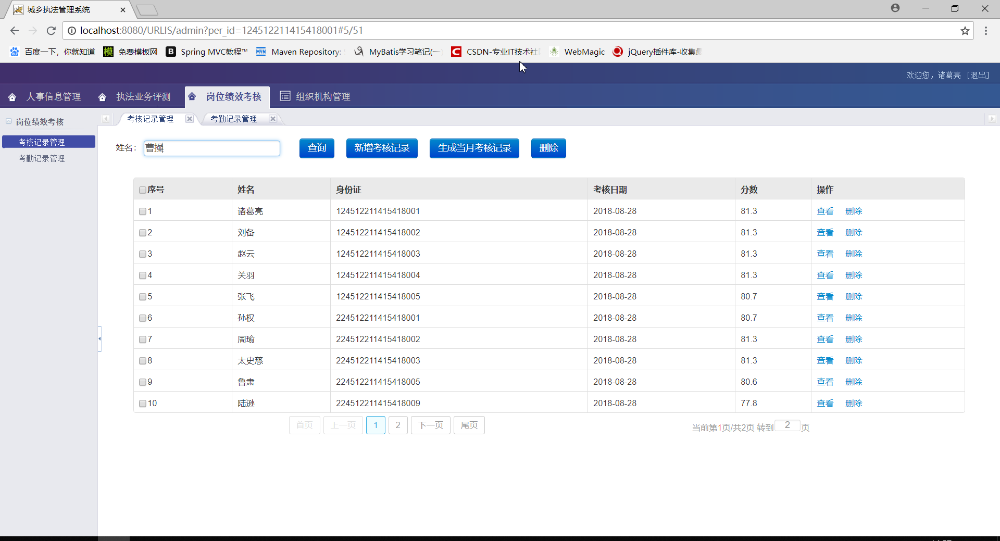 城乡执法管理系统
localhost:8080/URLIS/admin?per_id=124512211415418001#5/51
百度一下，你就知道 免费模板网 Spring MVC教程™ Maven Repository: MyBatis学习笔记(一 CSDN-专业IT技术社 WebMagic jQuery插件库-收集
欢迎您，诸葛亮 [退出]
人事信息管理 执法业务评测 岗位绩效考核 组织机构管理
岗位绩效考核
考核记录管理
考勤记录管理
考核记录管理 考勤记录管理
姓名： 曹操 查询 新增考核记录 生成当月考核记录 删除
序号 姓名 身份证 考核日期 分数 操作
1 诸葛亮 124512211415418001 2018-08-28 81.3 查看 删除
2 刘备 124512211415418002 2018-08-28 81.3 查看 删除
3 赵云 124512211415418003 2018-08-28 81.3 查看 删除
4 关羽 124512211415418004 2018-08-28 81.3 查看 删除
5 张飞 124512211415418005 2018-08-28 80.7 查看 删除
6 孙权 224512211415418001 2018-08-28 80.7 查看 删除
7 周瑜 224512211415418002 2018-08-28 81.3 查看 删除
8 太史慈 224512211415418003 2018-08-28 81.3 查看 删除
9 鲁肃 224512211415418005 2018-08-28 80.6 查看 删除
10 陆逊 224512211415418009 2018-08-28 77.8 查看 删除
首页 上一页 1 2 下一页 尾页 当前第1页/共2页 转到 2 页